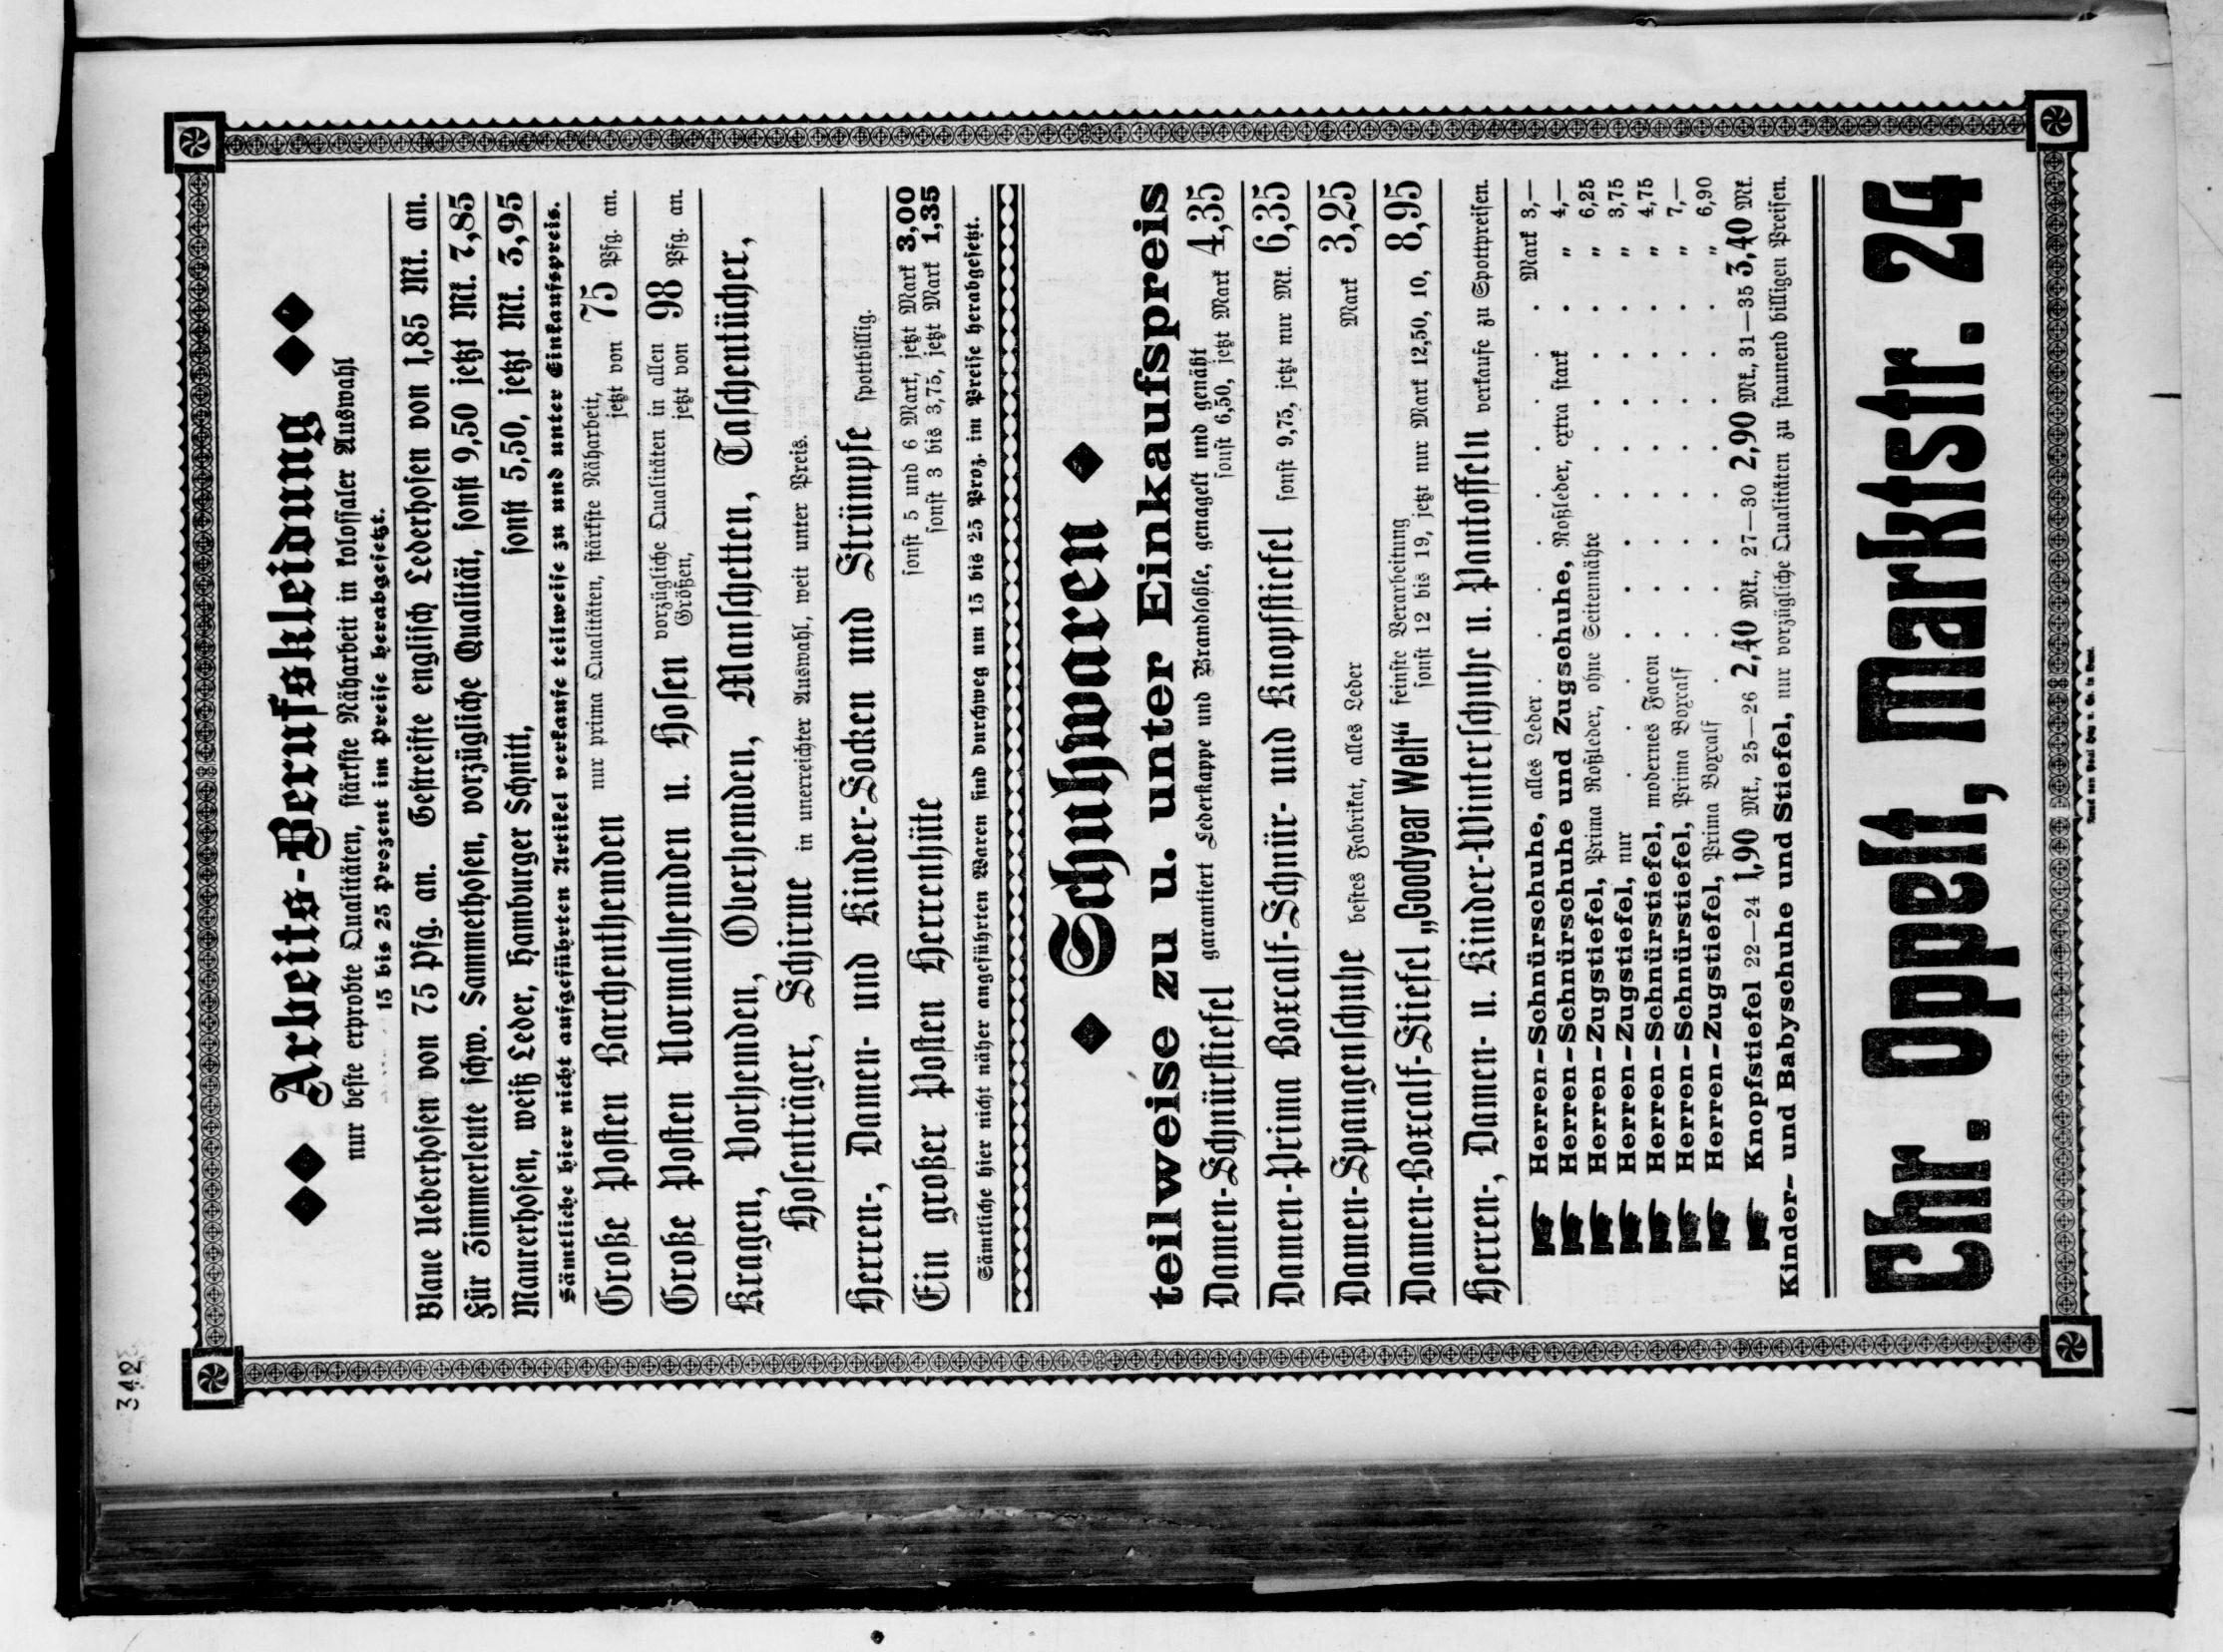 342
Arbeits-Berufskleidung
nur beste erprobte Qualitäten, stärkste Näharbeit in kolossaler Auswahl
15 bis 25 Prozent im Preise herabgesetzt.
Blaue Ueberhosen von 75 Pfg. an. Gestreifte englisch Lederhosen von 1,85 Mk. an.
Für Zimmerleute schw. Sammethosen, vorzügliche Qualität, sonst 9,50 jetzt Mk. 7,85
Maurerhosen, weiß Leder, Hamburger Schnitt, sonst 5,50, jetzt Mk. 3,95
Sämtliche hier nicht aufgeführten Artikel verkaufe teilweise zu und unter Einkaufspreis.
Große Posten Barchenthemden nur prima Qualitäten, stärkste Näharbeit,
jetzt von 75 Pfg. an.
Große Posten Normalhemden u. Hosen vorzügliche Qualitäten in allen
Größen, jetzt von 98 Pfg. an.
Kragen, Vorhemden, Oberhemden, Manschetten, Taschentücher,
Hosenträger, Schirme in unerreichter Auswahl, weit unter Preis.
Herren-, Damen- und Kinder-Socken und Strümpfe spottbillig.
Ein großer Posten Herrenhüte sonst 5 und 6 Mark, jetzt Mark 3,00
sonst 3 bis 3,75, jetzt Mark 1,35
Sämtliche hier nicht näher angeführten Waren sind durchweg um 15 bis 25 Proz. im Preise herabgesetzt.
Schuhwaren
teilweise zu u. unter Einkaufspreis
Damen-Schnürstiefel garantiert Lederkappe und Brandsohle, genagelt und genäht
sonst 6,50, jetzt Mark 4,35
Damen-Prima Boxcalf-Schnür- und Knopfstiefel sonst 9,75, jetzt nur Mk. 6,35
Damen-Spangenschuhe bestes Fabrikat, alles Leder Mark 3,25
Damen-Boxcalf-Stiefel „Goodyear Welt“ feinste Verarbeitung
sonst 12 bis 19, jetzt nur Mark 12,50, 10, 8,95
Herren-, Damen- u. Kinder-Winterschuhe u. Pantoffeln verkaufe zu Spottpreisen.
Herren-Schnürschuhe, alles Leder . . . . . . . Mark 3,—
Herren-Schnürschuhe und Zugschuhe, Roßleder, extra stark . „ 4,—
Herren-Zugstiefel, Prima Roßleder, ohne Seitennähte . . . . „ 6,25
Herren-Zugstiefel, nur . . . . . . . . „ 3,75
Herren-Schnürstiefel, modernes Facon . . . . . . „ 4,75
Herren-Schnürstiefel, Prima Boxcalf . . . . . . „ 7,—
Herren-Zugstiefel, Prima Boxcalf . . . . . . . „ 6,90
Knopfstiefel 22—24 1,90 Mk., 25—26 2,40 Mk., 27—30 2,90 Mk., 31—35 3,40 Mk.
Kinder- und Babyschuhe und Stiefel, nur vorzügliche Qualitäten zu staunend billigen Preisen.
Chr. Oppelt, Marktstr. 24